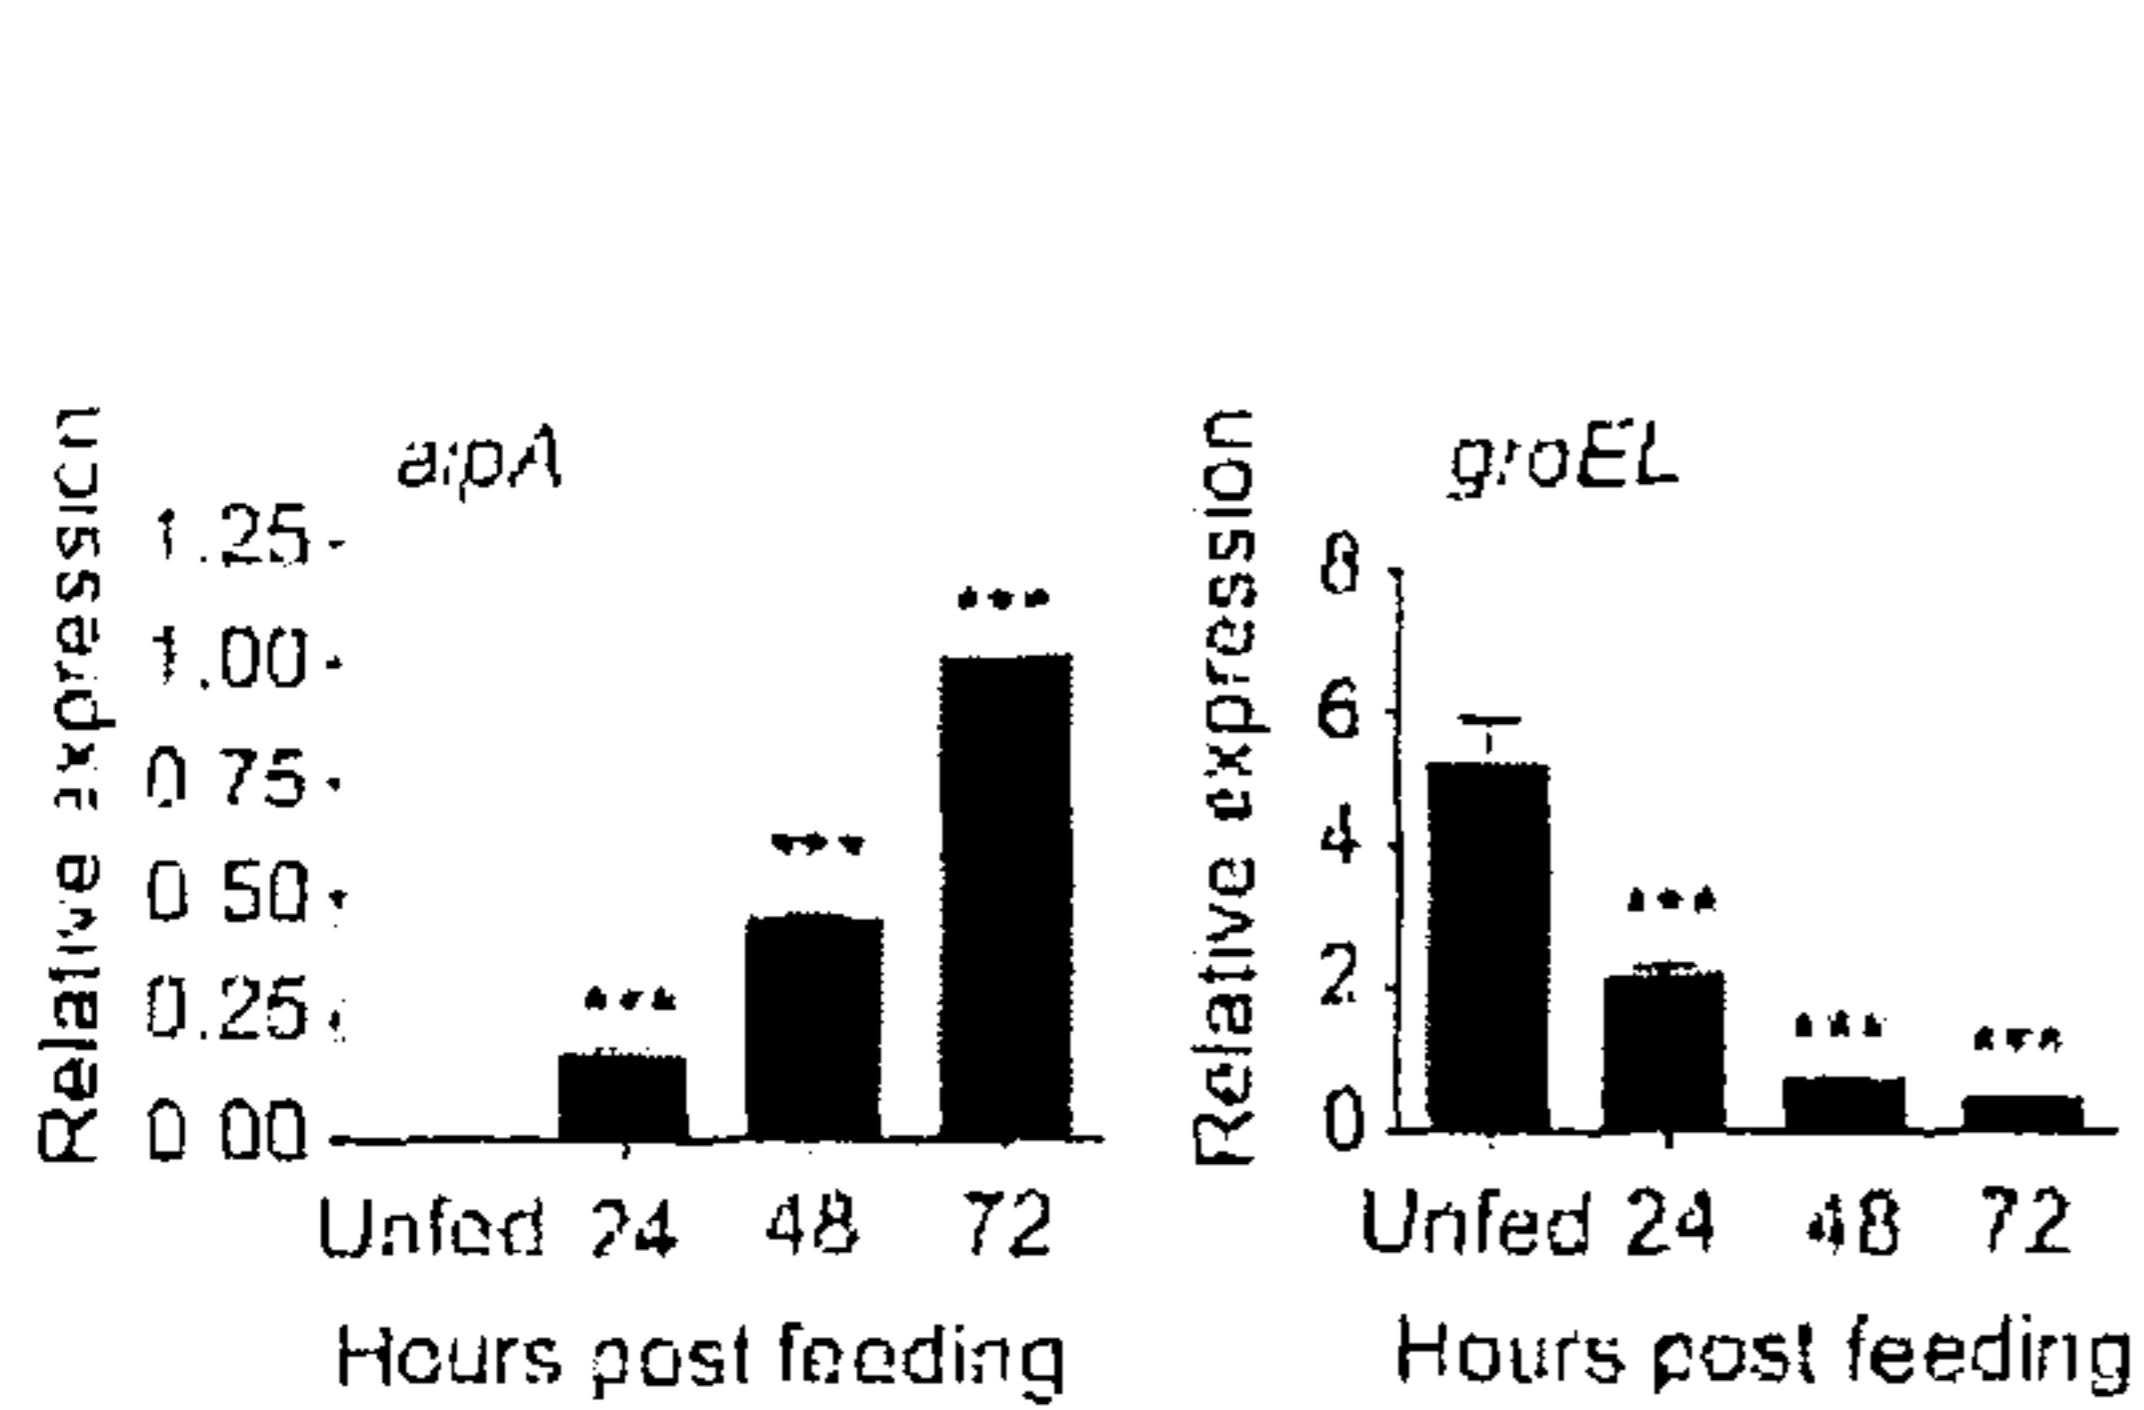 Relative expression
aipA
1.25
1.00
0.75
0.50
0.25
0.00
***
***
***
Unfed 24 48 72
Hours post feeding
Relative expression
groEL
8
6
4
2
0
***
***
***
Unfed 24 48 72
Hours post feeding